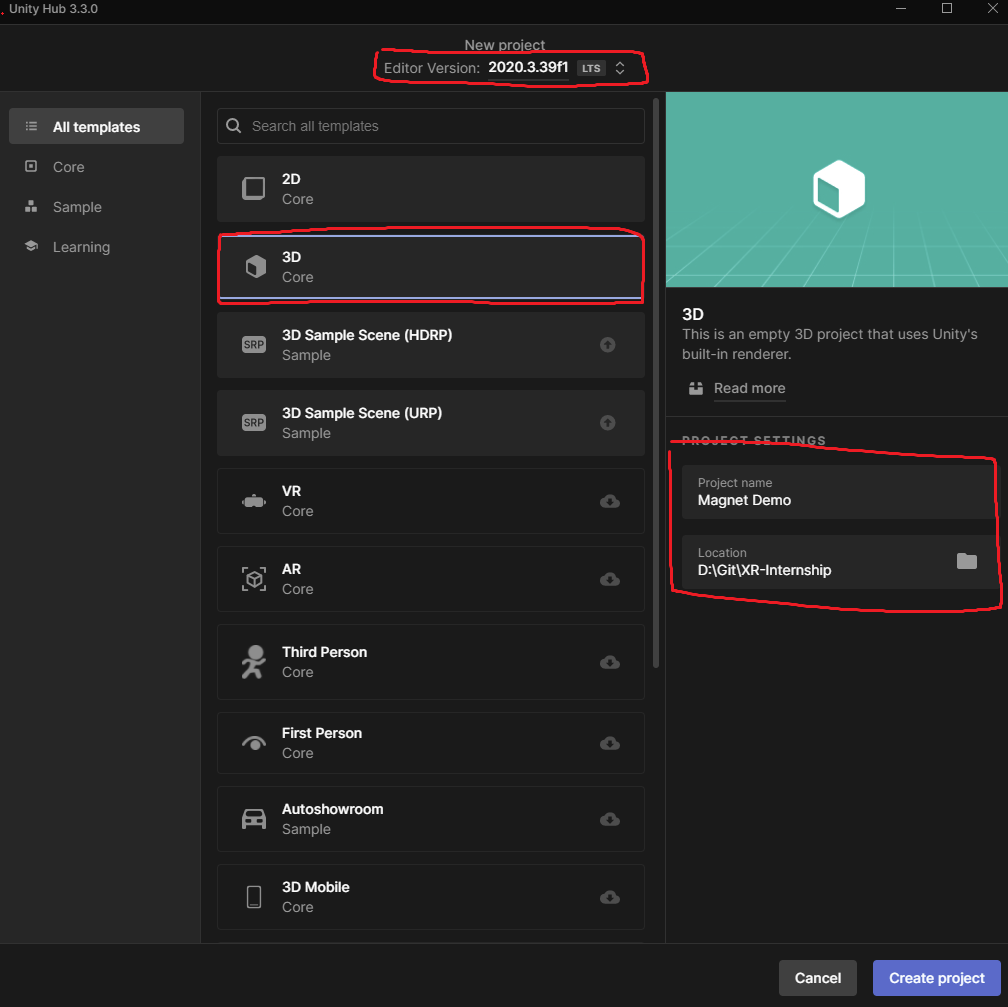 Unity Hub 3.3.0
New project
Editor Version: 2020.3.39f1 LTS
All templates
Core
Sample
Learning
Search all templates
2D
Core
3D
Core
SRP
3D Sample Scene (HDRP)
Sample
SRP
3D Sample Scene (URP)
Sample
VR
Core
AR
Core
Third Person
Core
First Person
Core
Autoshowroom
Sample
3D Mobile
Core
3D
This is an empty 3D project that uses Unity's
built-in renderer.
Read more
PROJECT SETTINGS
Project name
Magnet Demo
Location
D:\Git\XR-Internship
Cancel
Create project